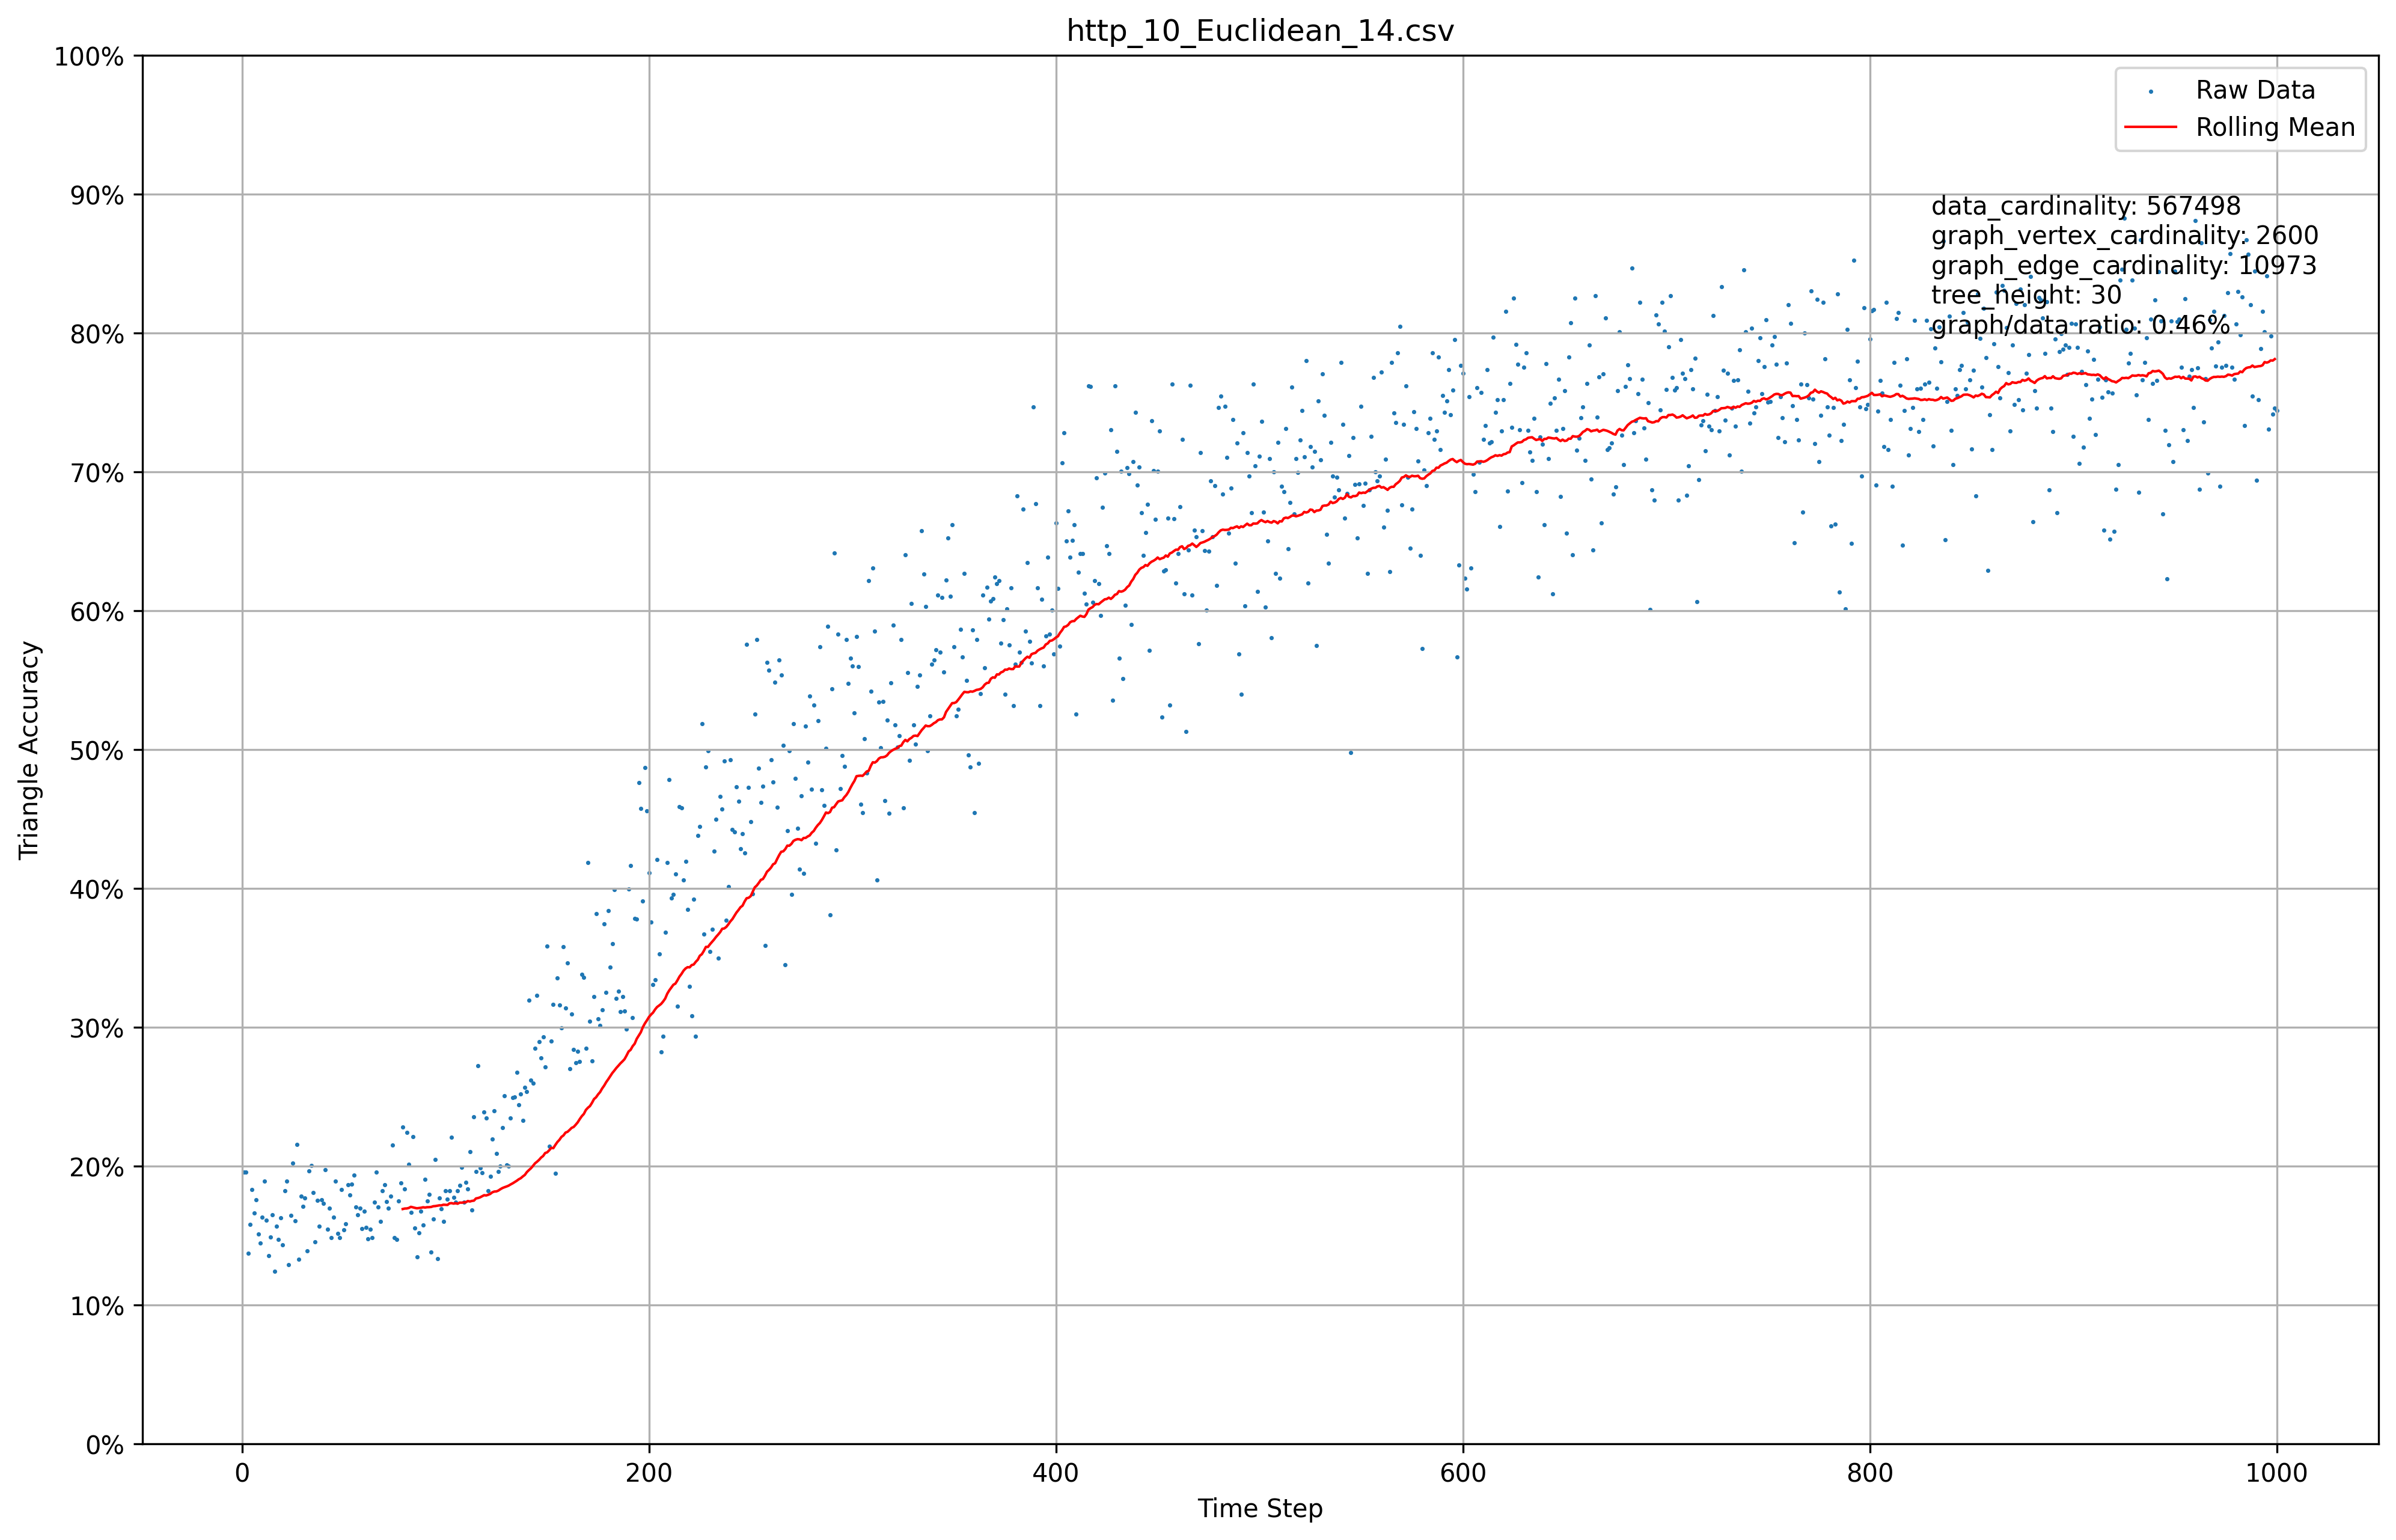 http_10_Euclidean_14.csv
100%
90%
80%
70%
60%
50%
40%
30%
20%
10%
0%
Triangle Accuracy
Raw Data
Rolling Mean
data_cardinality: 567498
graph_vertex_cardinality: 2600
graph_edge_cardinality: 10973
tree_height: 30
graph/data ratio: 0.46%
0 200 400 600 800 1000
Time Step